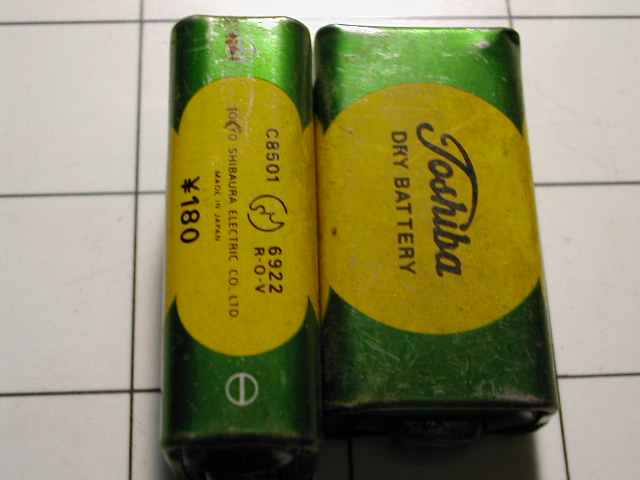 C8501 6922
R-O-V
TOKYO SHIBAURA ELECTRIC CO. LTD.
MADE IN JAPAN
¥180
Toshiba
DRY BATTERY